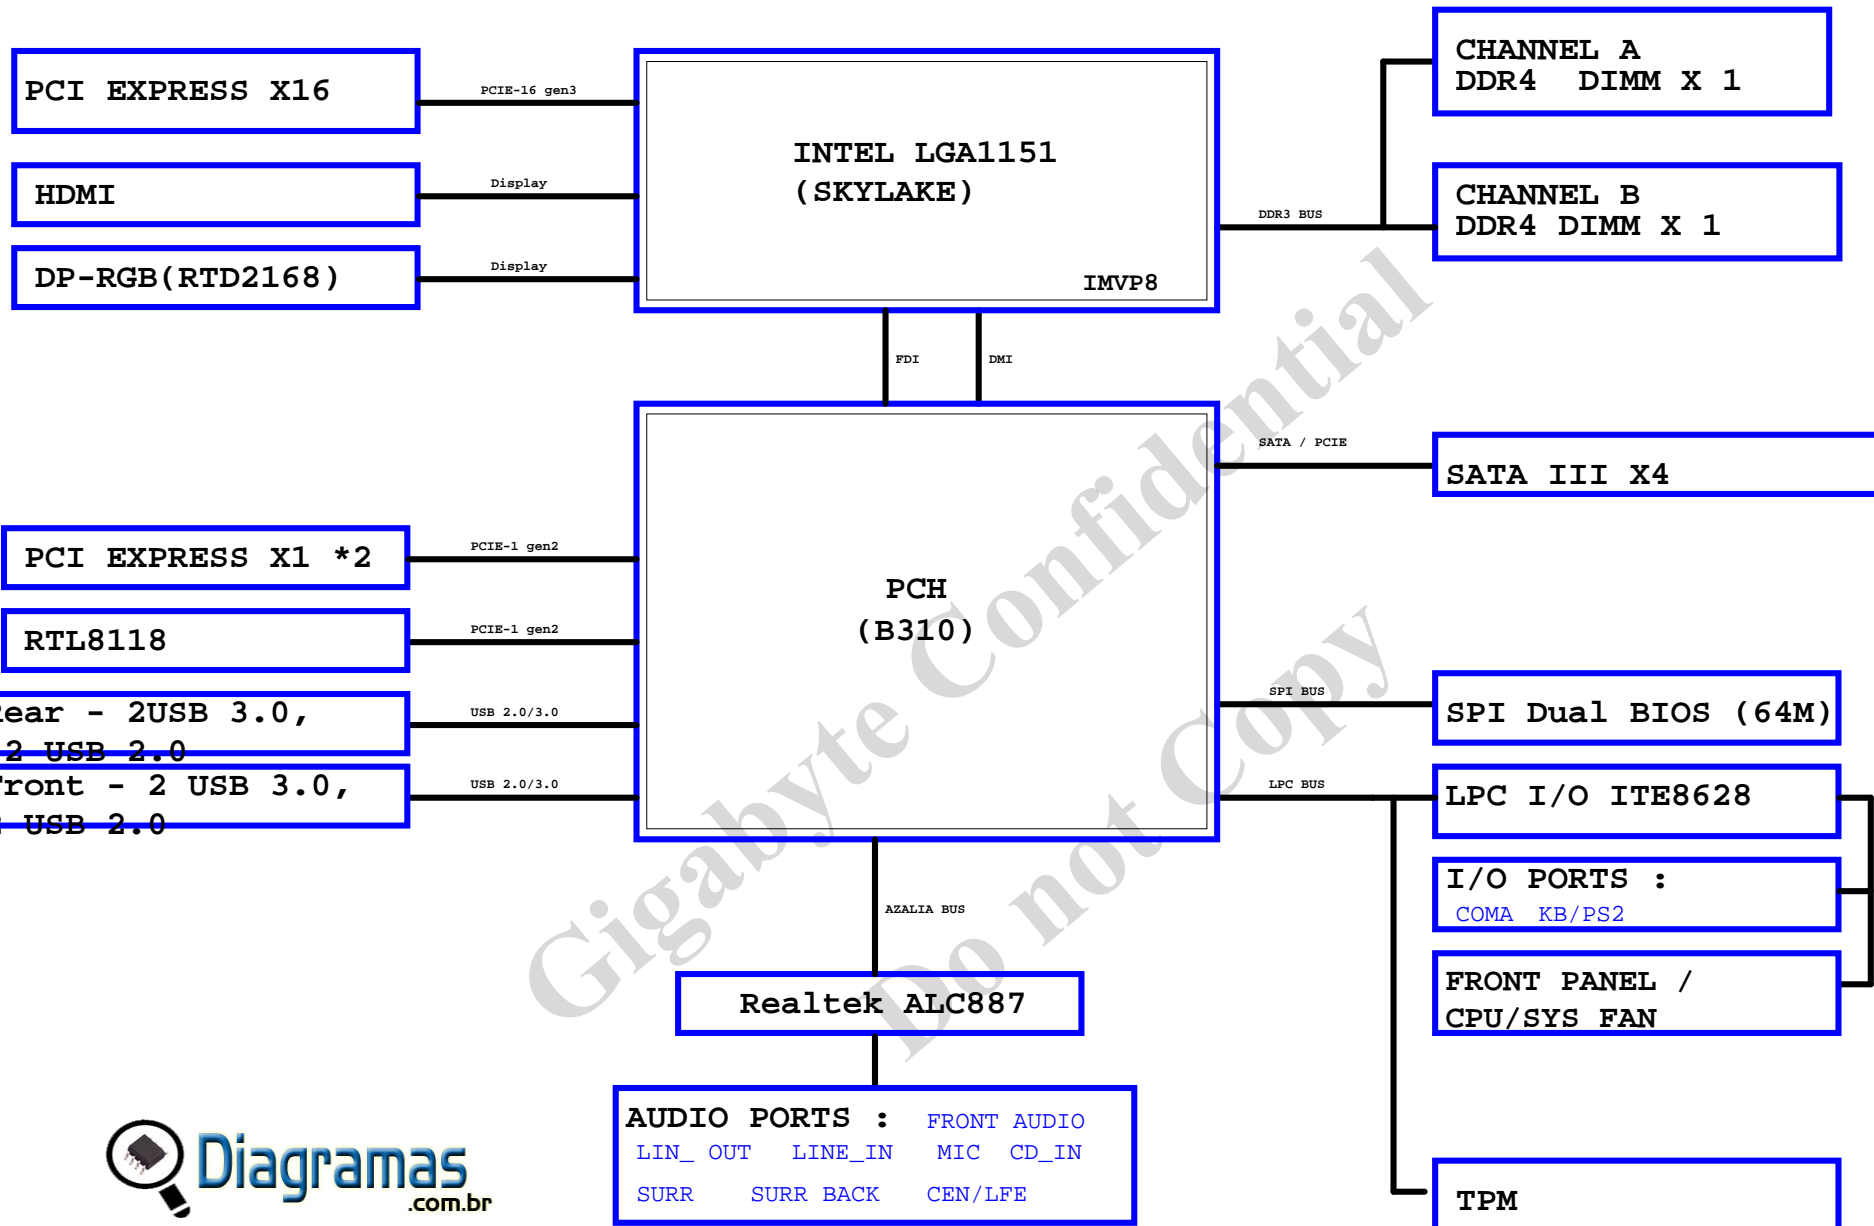 PCI EXPRESS X16
PCIE-16 gen3
HDMI
Display
DP-RGB(RTD2168)
Display
INTEL LGA1151
(SKYLAKE)
IMVP8
DDR3 BUS
CHANNEL A
DDR4 DIMM X 1
CHANNEL B
DDR4 DIMM X 1
FDI
DMI
PCI EXPRESS X1 *2
PCIE-1 gen2
RTL8118
PCIE-1 gen2
Rear - 2USB 3.0,
2 USB 2.0
USB 2.0/3.0
Front - 2 USB 3.0,
USB 2.0
USB 2.0/3.0
PCH
(B310)
SATA / PCIE
SATA III X4
SPI BUS
SPI Dual BIOS (64M)
LPC BUS
LPC I/O ITE8628
I/O PORTS :
COMA KB/PS2
FRONT PANEL /
CPU/SYS FAN
TPM
AZALIA BUS
Realtek ALC887
AUDIO PORTS : FRONT AUDIO
LIN_ OUT LINE_IN MIC CD_IN
SURR SURR BACK CEN/LFE
Gigabyte Confidential
Do not Copy
Diagramas
.com.br